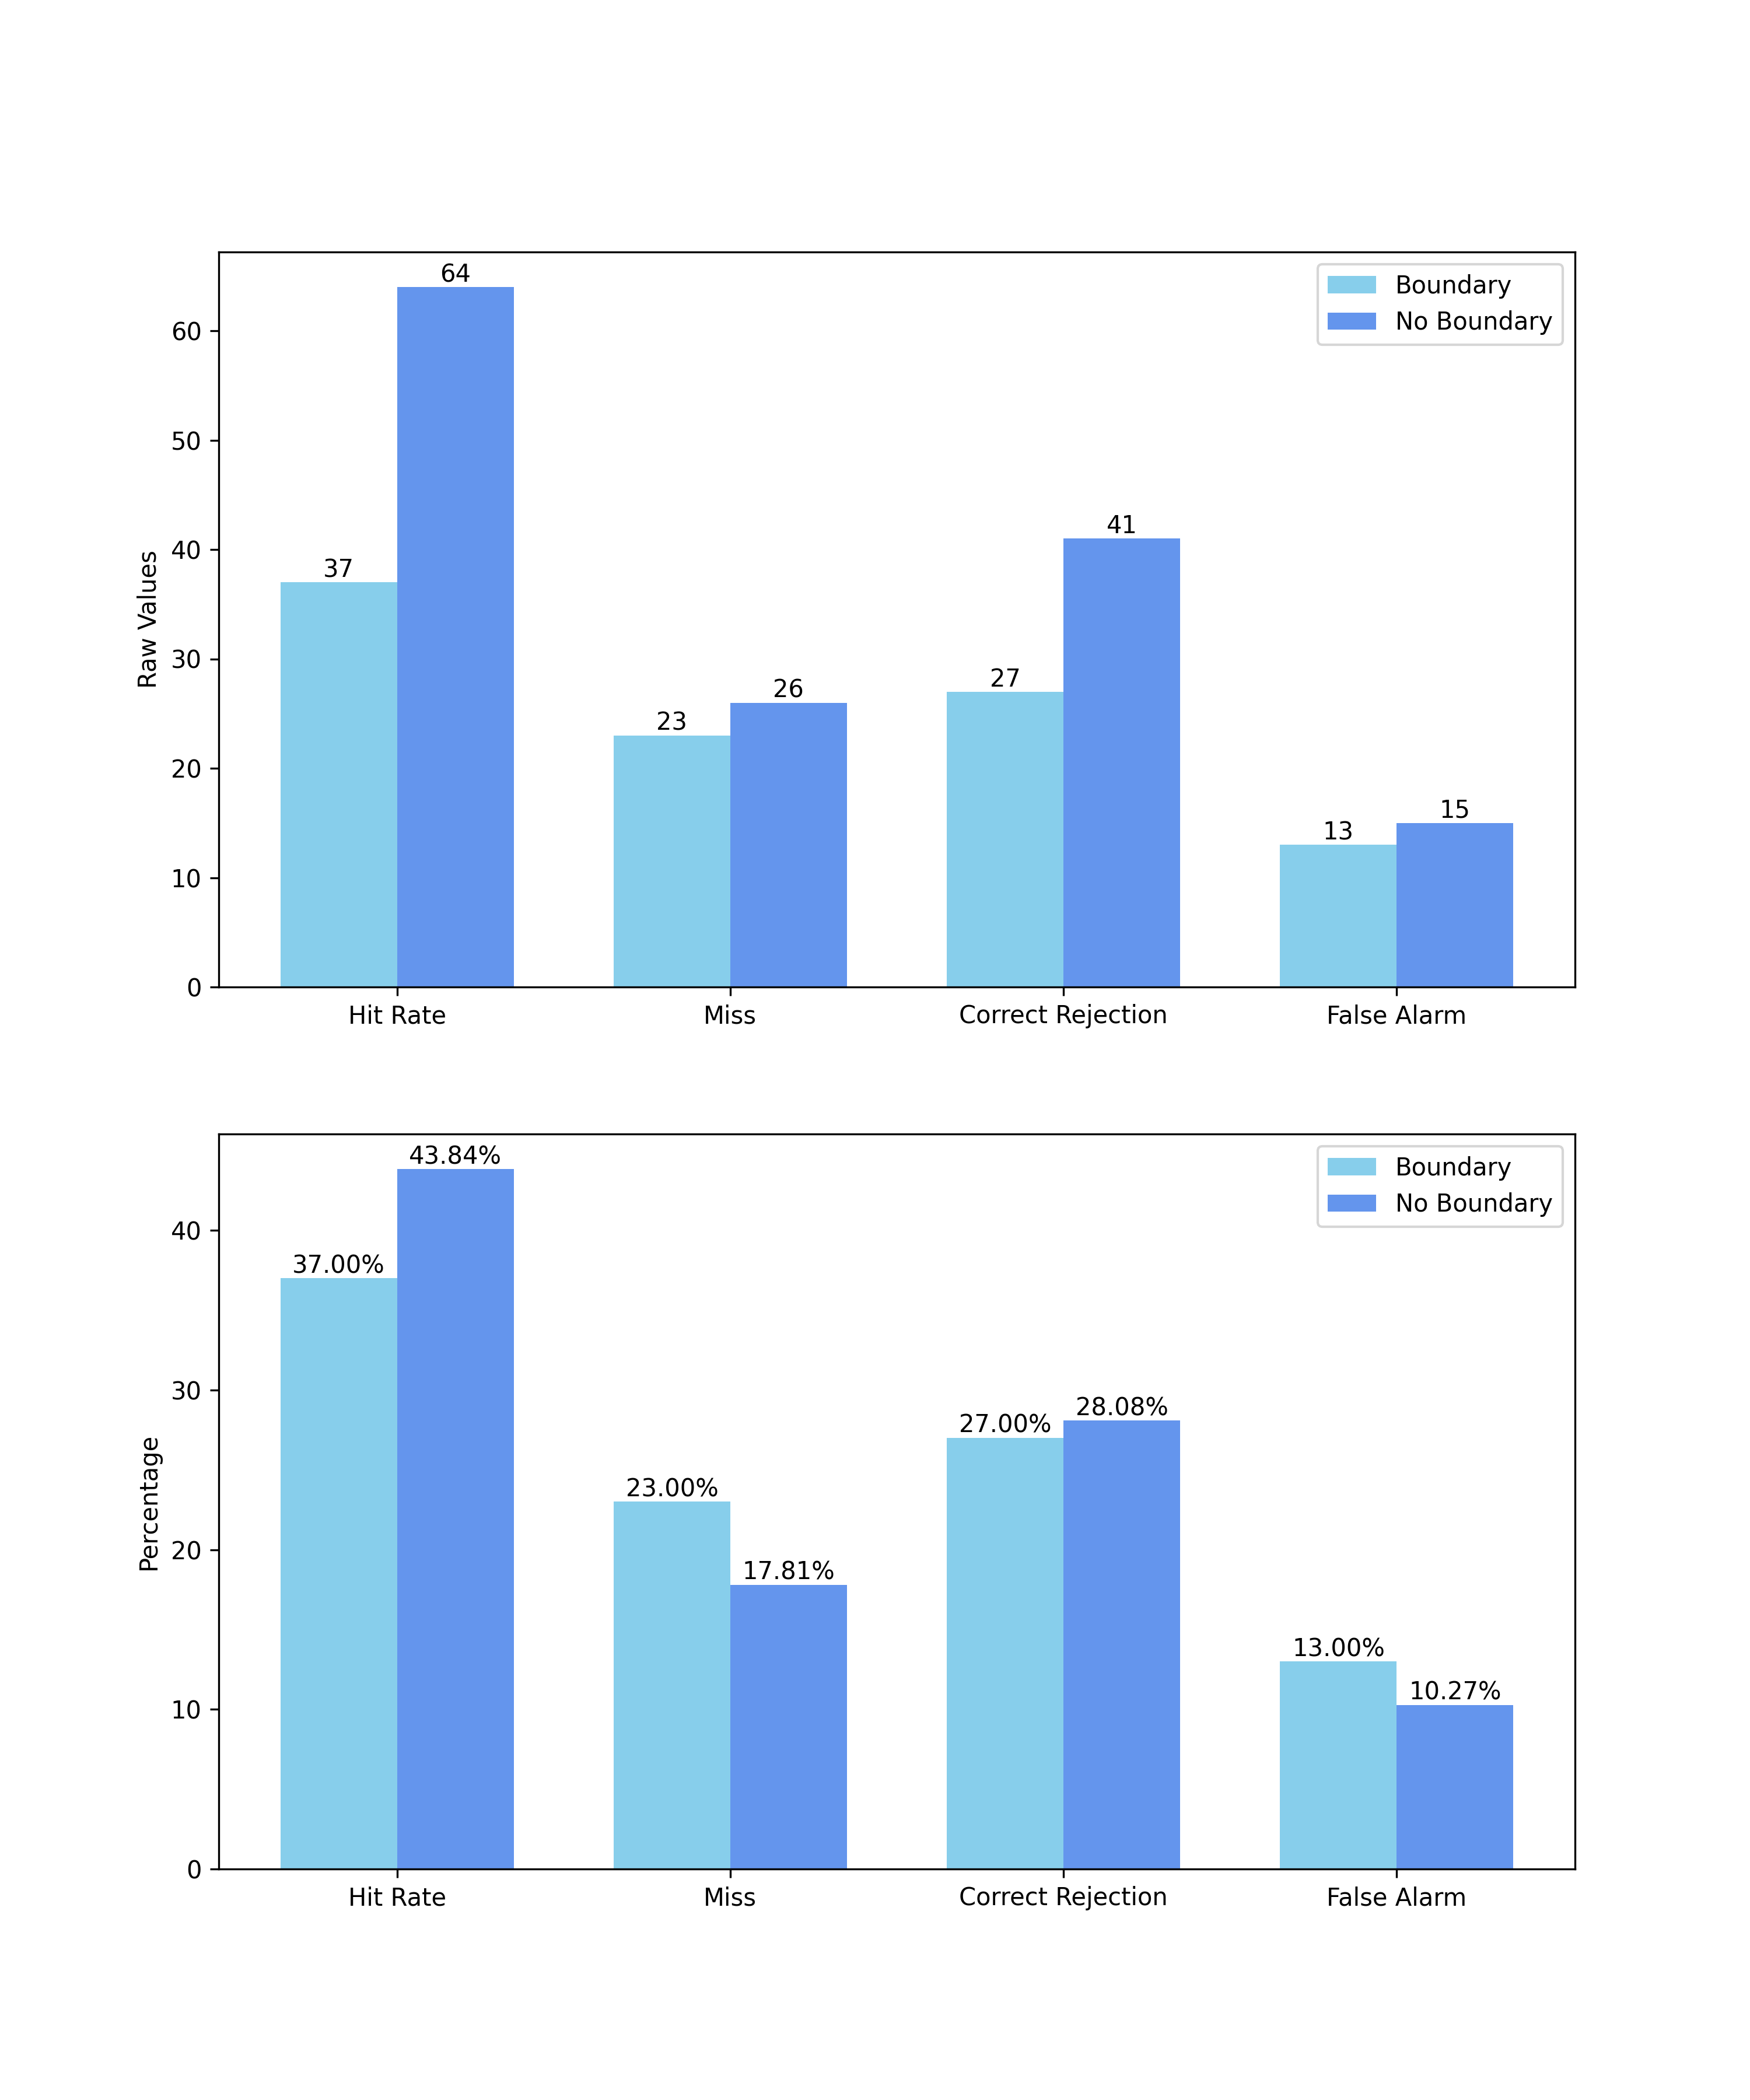 64
Boundary
No Boundary
60
50
41
40
37
Raw Values
30
27
26
23
20
15
13
10
0
Hit Rate
Miss
Correct Rejection
False Alarm
43.84%
Boundary
No Boundary
40
37.00%
30
28.08%
27.00%
Percentage
23.00%
20
17.81%
13.00%
10
10.27%
0
Hit Rate
Miss
Correct Rejection
False Alarm